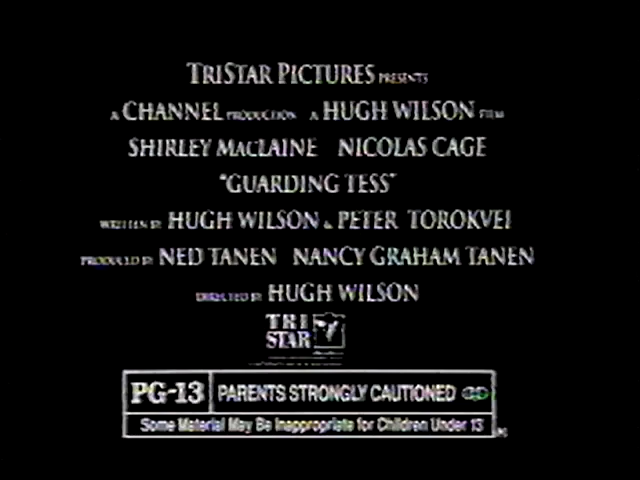 TRISTAR PICTURES PRESENTS
A CHANNEL PRODUCTION A HUGH WILSON FILM
SHIRLEY MACLAINE NICOLAS CAGE
"GUARDING TESS"
WRITTEN BY HUGH WILSON & PETER TOROKVEI
PRODUCED BY NED TANEN NANCY GRAHAM TANEN
DIRECTED BY HUGH WILSON
TRI
STAR
PG-13 PARENTS STRONGLY CAUTIONED
Some Material May Be Inappropriate for Children Under 13